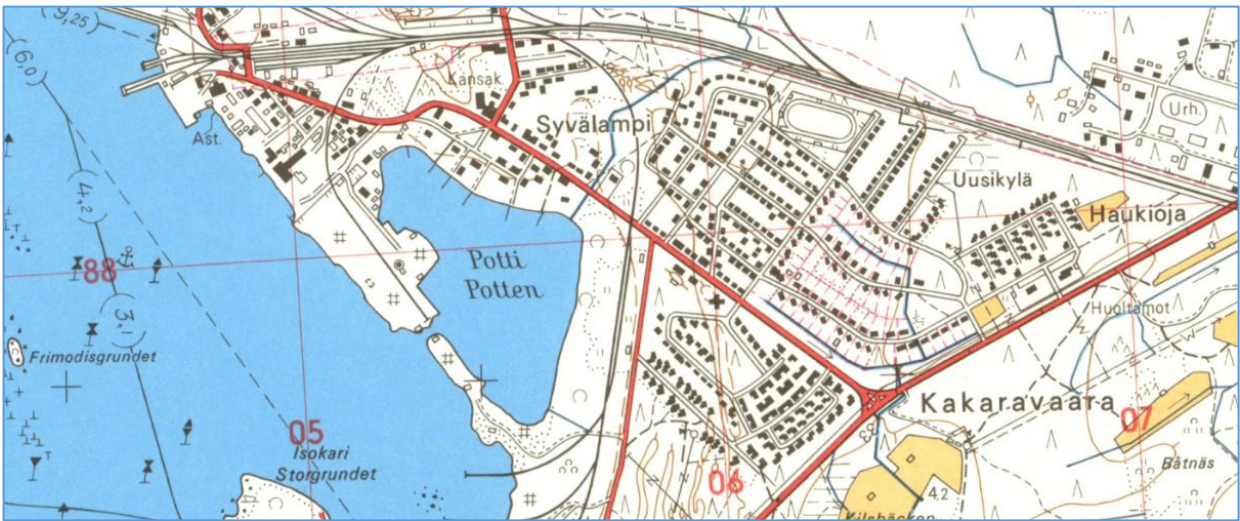 9,25
6,0
Kansak.
Urh.
Syvälampi
Ast.
4,2
Uusikylä
Haukioja
88
Potti
Potten
3,1
Huoltamot
Frimodisgrundet
05
Kakaravaara
07
Isokari
Storgrundet
06
Båtnäs
4.2
Kilsbäcken